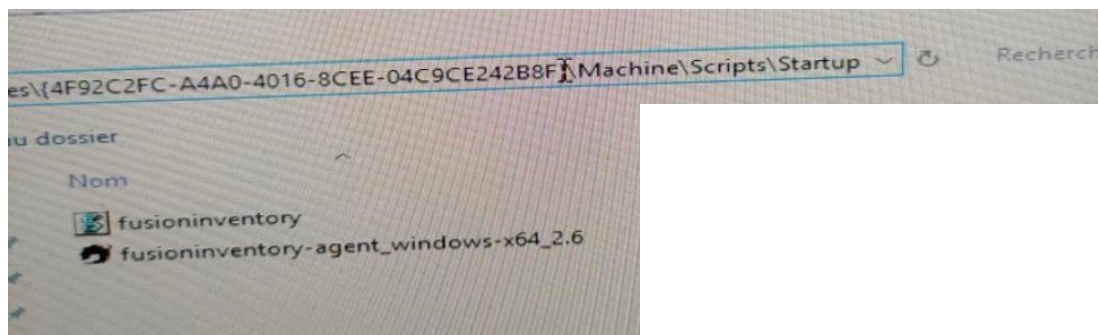 es\{4F92C2FC-A4A0-4016-8CEE-04C9CE242B8F}\Machine\Scripts\Startup
Recherch
u dossier
Nom
fusioninventory
fusioninventory-agent_windows-x64_2.6